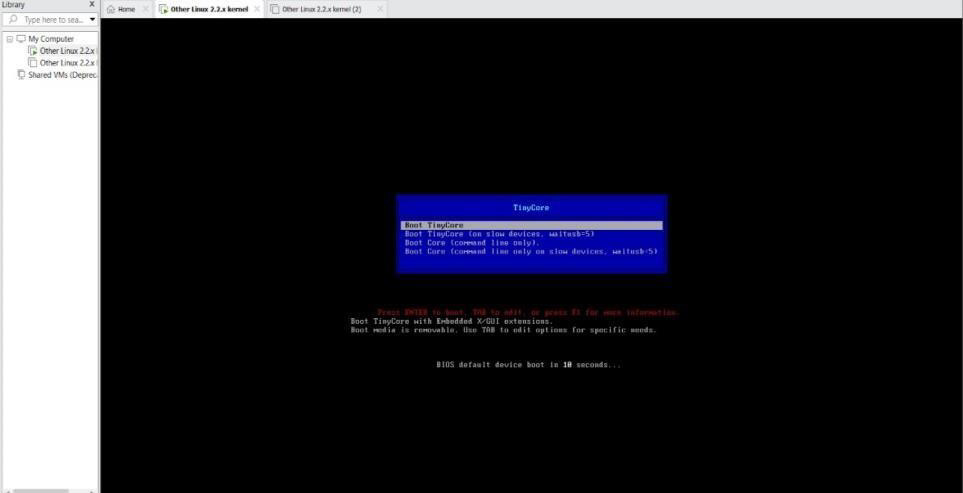 Library X
Home
Other Linux 2.2.x kernel
Other Linux 2.2.x kernel (2)
Type here to sea...
My Computer
Other Linux 2.2.x
Other Linux 2.2.x
Shared VMs (Deprec
TinyCore
Boot TinyCore
Boot TinyCore (on slow devices, waitusb=5)
Boot Core (command line only).
Boot Core (command line only on slow devices, waitusb=5)
Press ENTER to boot, TAB to edit, or press F1 for more information.
Boot TinyCore with Embedded X/GUI extensions.
Boot media is removable. Use TAB to edit options for specific needs.
BIOS default device boot in 10 seconds...